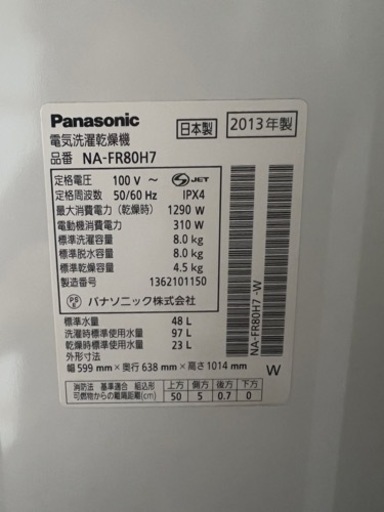 Panasonic
日本製
2013年製
電気洗濯乾燥機
品番 NA-FR80H7
定格電圧 100 V ~ S JET
定格周波数 50/60 Hz IPX4
最大消費電力(乾燥時) 1290 W
電動機消費電力 310 W
標準洗濯容量 8.0 kg
標準脱水容量 8.0 kg
標準乾燥容量 4.5 kg
製造番号 1362101150
PS E パナソニック株式会社
標準水量 48 L
洗濯時標準使用水量 97 L
乾燥時標準使用水量 23 L
外形寸法
幅 599 mm×奥行 638 mm×高さ 1014 mm
W
消防法 基準適合 組込形 上方 側方 後方 下方
可燃物からの離隔距離(cm) 50 5 0.7 0
NA-FR80H7 -W